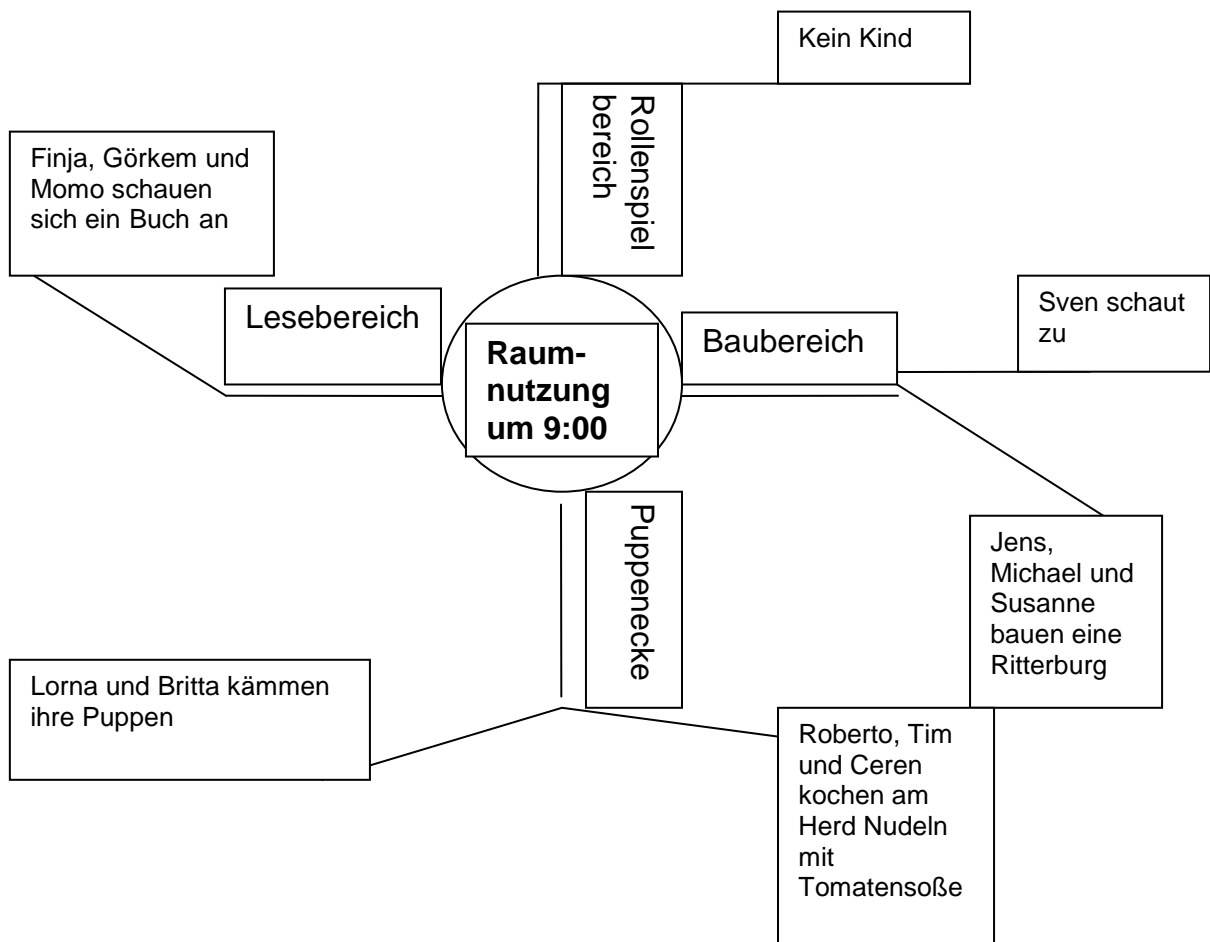 Kein Kind
Rollenspiel
bereich
Finja, Görkem und
Momo schauen
sich ein Buch an
Lesebereich
Raum-
nutzung
um 9:00
Baubereich
Sven schaut
zu
Puppenecke
Jens,
Michael und
Susanne
bauen eine
Ritterburg
Lorna und Britta kämmen
ihre Puppen
Roberto, Tim
und Ceren
kochen am
Herd Nudeln
mit
Tomatensoße